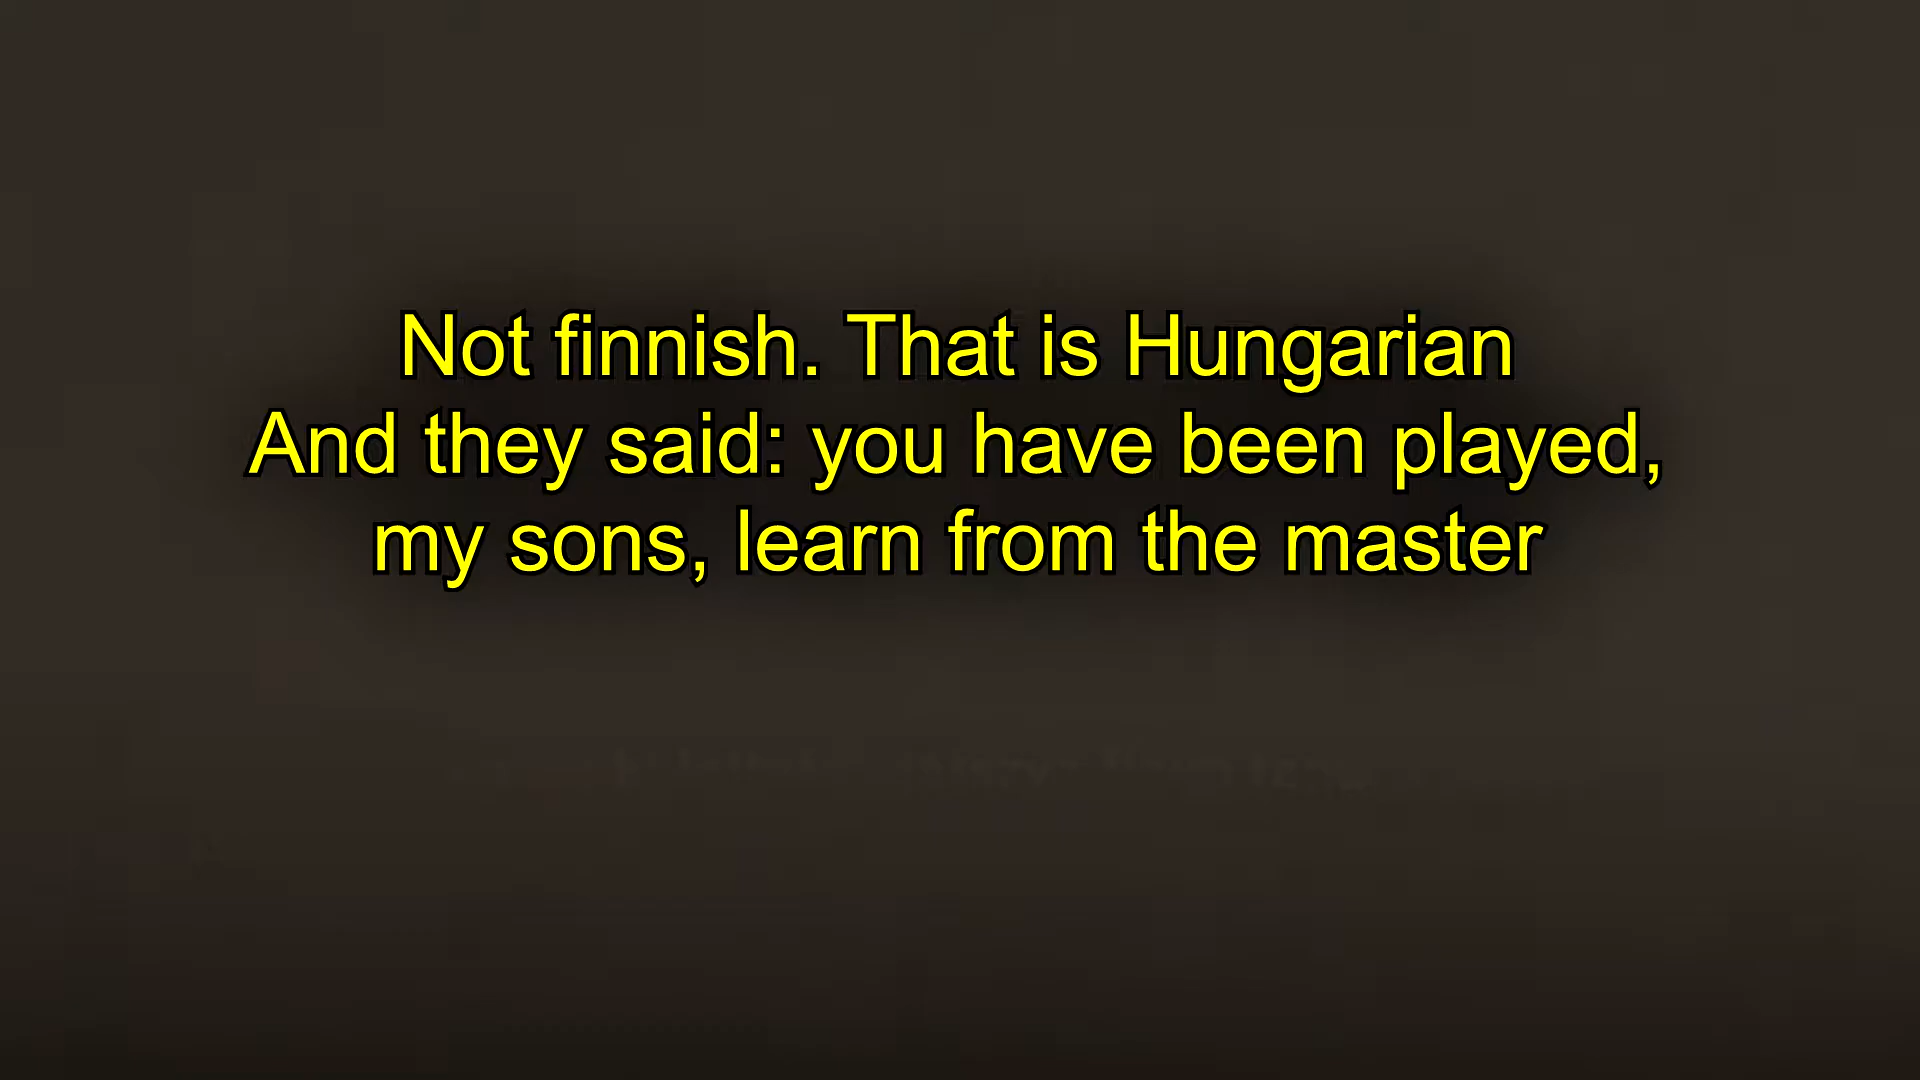 Not finnish. That is Hungarian
And they said: you have been played,
my sons, learn from the master